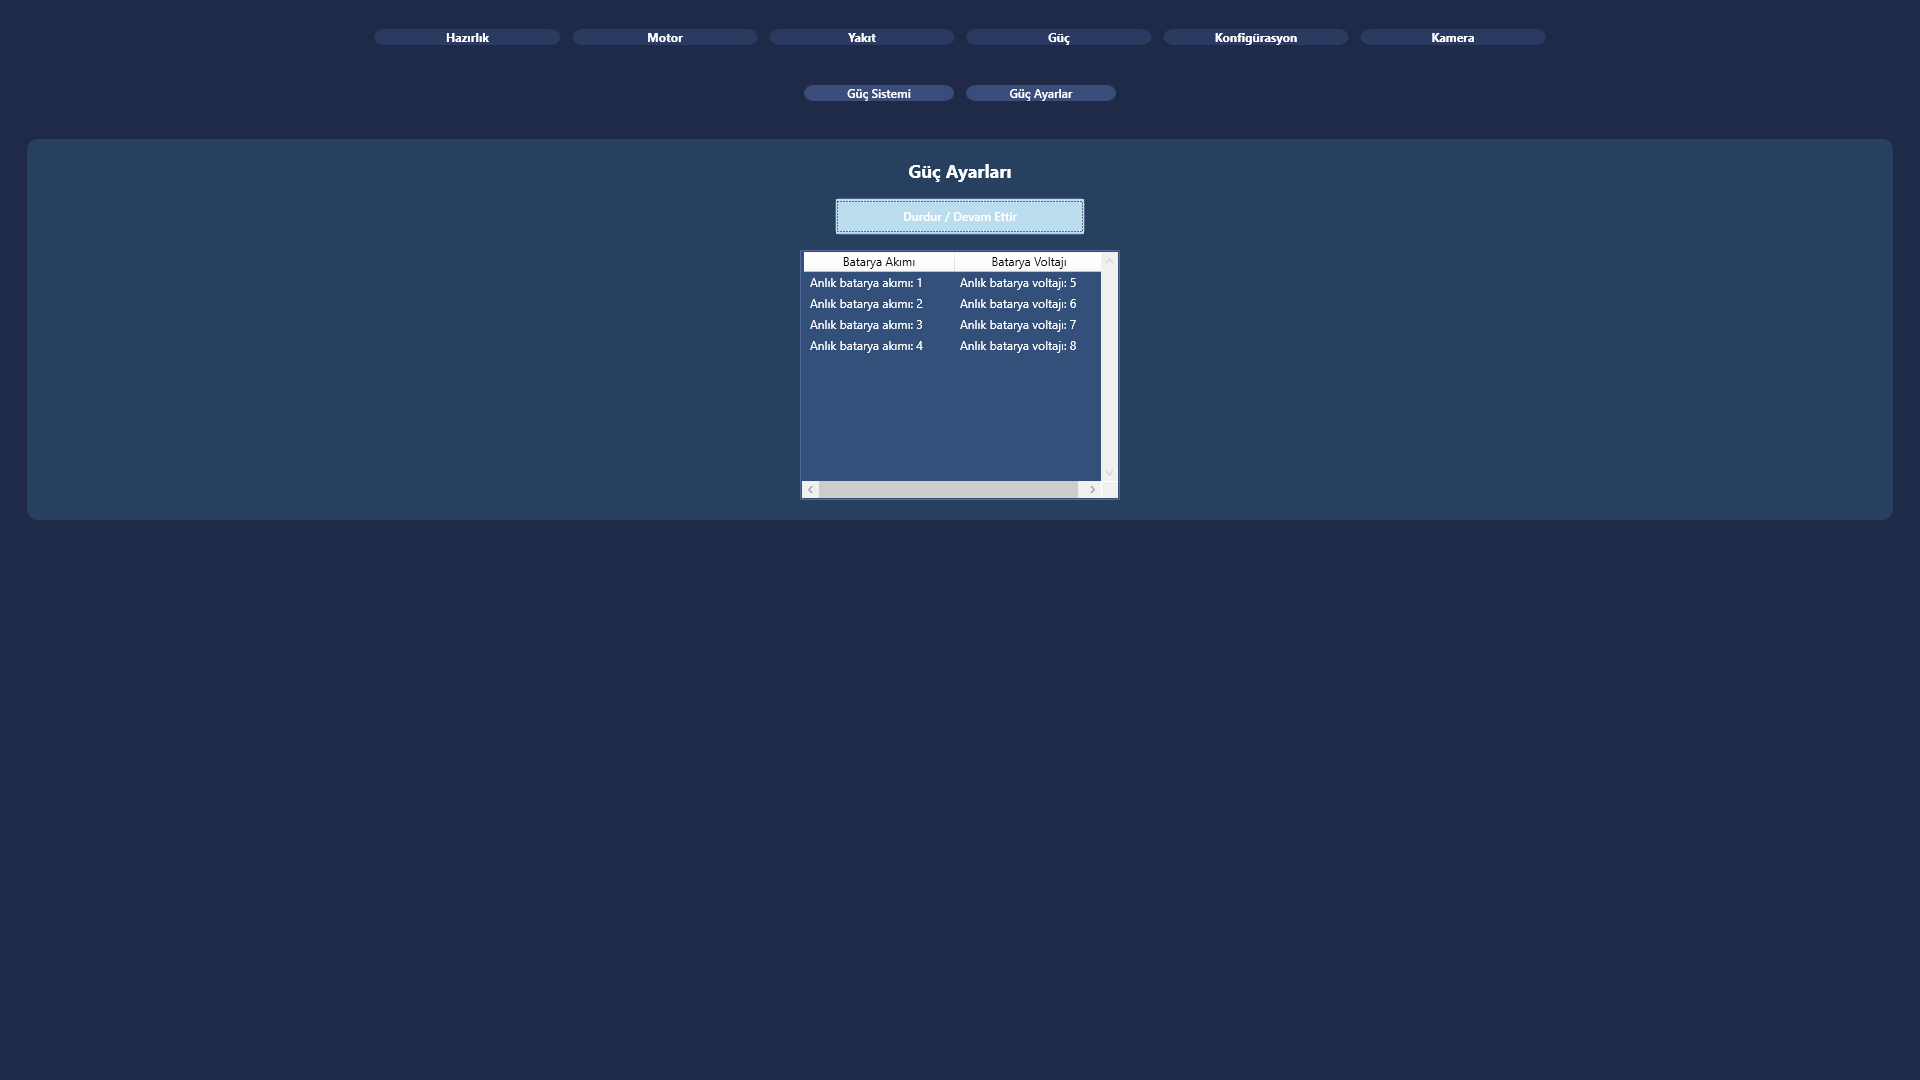 Hazırlık Motor Yakıt Güç Konfigürasyon Kamera
Güç Sistemi Güç Ayarlar
Güç Ayarları
Durdur / Devam Ettir
Batarya Akımı Batarya Voltajı
Anlık batarya akımı: 1 Anlık batarya voltajı: 5
Anlık batarya akımı: 2 Anlık batarya voltajı: 6
Anlık batarya akımı: 3 Anlık batarya voltajı: 7
Anlık batarya akımı: 4 Anlık batarya voltajı: 8